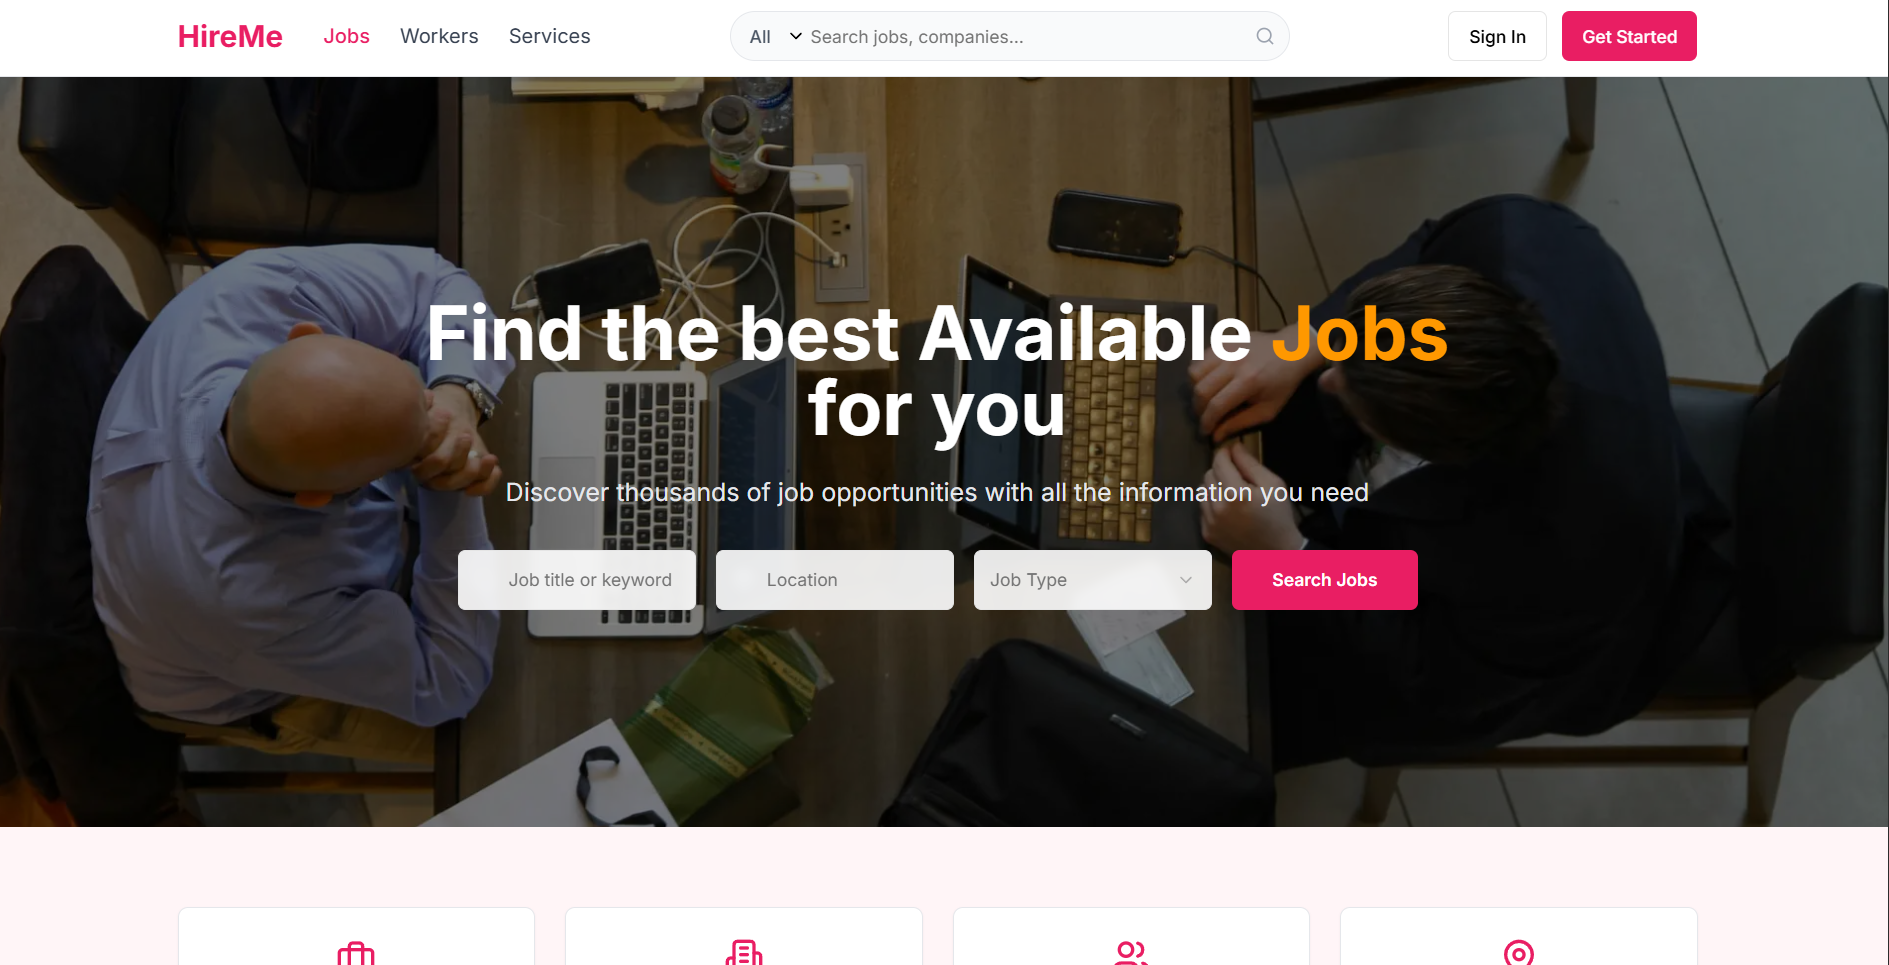 HireMe
Jobs
Workers
Services
All
Search jobs, companies...
Sign In
Get Started
Find the best Available Jobs
for you
Discover thousands of job opportunities with all the information you need
Job title or keyword
Location
Job Type
Search Jobs